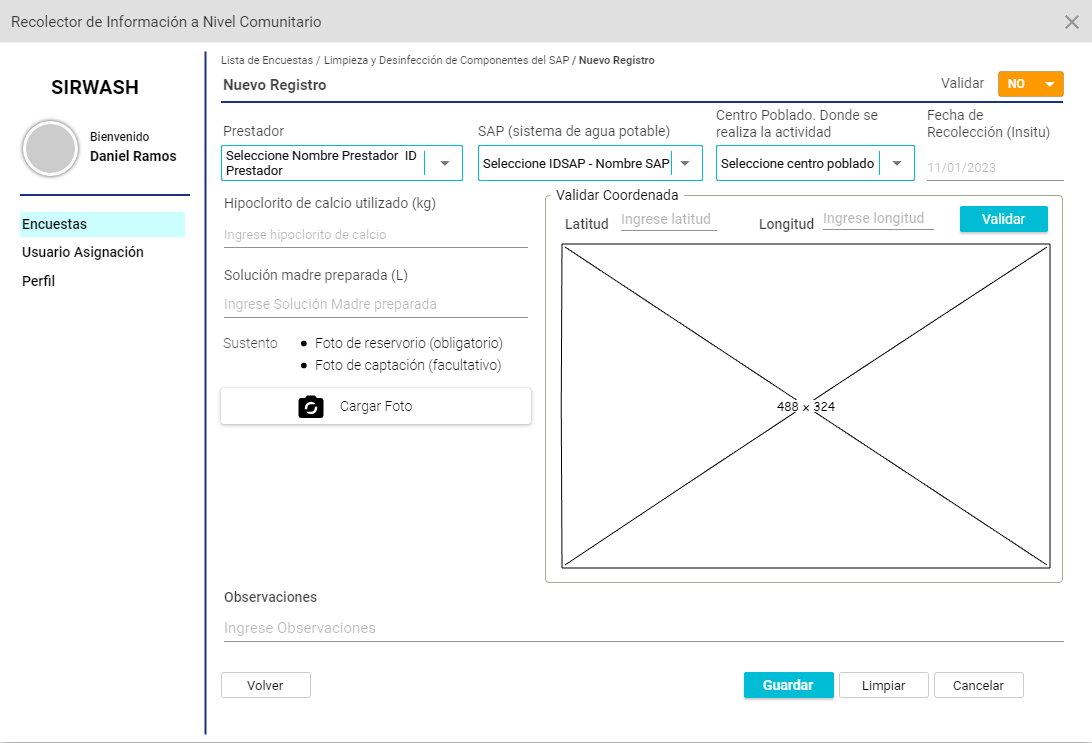 Recolector de Información a Nivel Comunitario
SIRWASH
Bienvenido
Daniel Ramos
Encuestas
Usuario Asignación
Perfil
Lista de Encuestas / Limpieza y Desinfección de Componentes del SAP / Nuevo Registro
Nuevo Registro
Validar
NO
Prestador
Seleccione Nombre Prestador ID
Prestador
SAP (sistema de agua potable)
Seleccione IDSAP - Nombre SAP
Centro Poblado. Donde se
realiza la actividad
Seleccione centro poblado
Fecha de
Recolección (Insitu)
11/01/2023
Hipoclorito de calcio utilizado (kg)
Ingrese hipoclorito de calcio
Solución madre preparada (L)
Ingrese Solución Madre preparada
Sustento
• Foto de reservorio (obligatorio)
• Foto de captación (facultativo)
Cargar Foto
Validar Coordenada
Latitud
Ingrese latitud
Longitud
Ingrese longitud
Validar
488 x 324
Observaciones
Ingrese Observaciones
Volver
Guardar
Limpiar
Cancelar